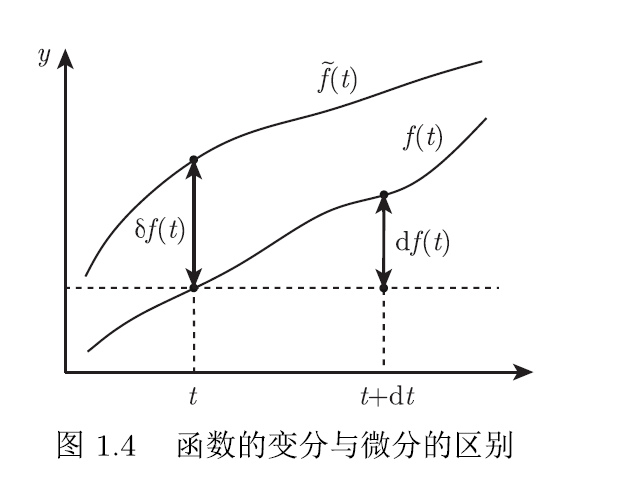 y
f̃(t)
f(t)
δf(t)
df(t)
t
t+dt
图 1.4 函数的变分与微分的区别